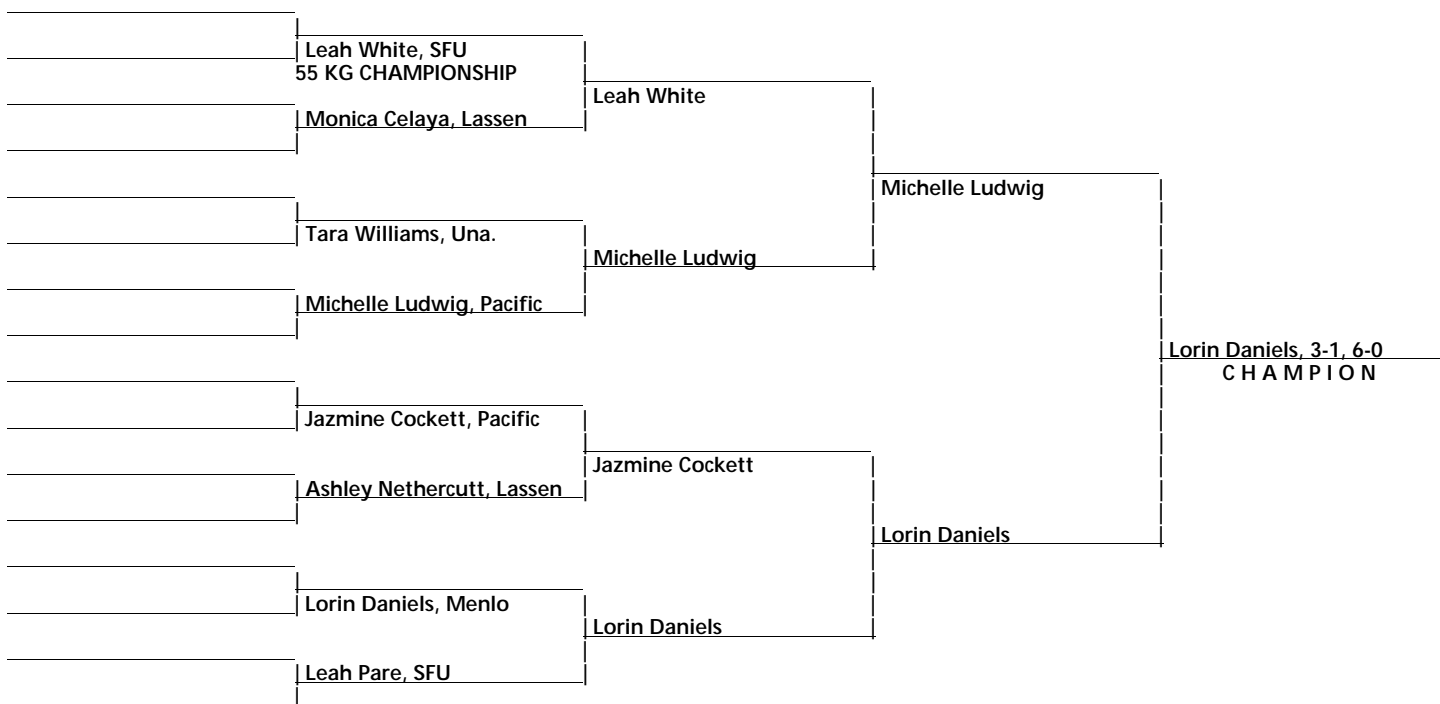 Leah White, SFU
55 KG CHAMPIONSHIP
Leah White
Monica Celaya, Lassen
Michelle Ludwig
Tara Williams, Una.
Michelle Ludwig
Michelle Ludwig, Pacific
Lorin Daniels, 3-1, 6-0
C H A M P I O N
Jazmine Cockett, Pacific
Jazmine Cockett
Ashley Nethercutt, Lassen
Lorin Daniels
Lorin Daniels, Menlo
Lorin Daniels
Leah Pare, SFU